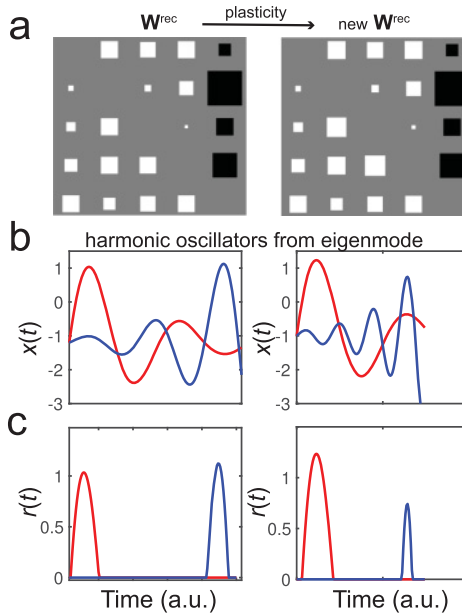 a
W^rec plasticity new W^rec
b
harmonic oscillators from eigenmode
x(t) 1 0 -1 -2 -3
x(t) 1 0 -1 -2 -3
c
r(t) 1 0.5 0
r(t) 1 0.5 0
Time (a.u.) Time (a.u.)